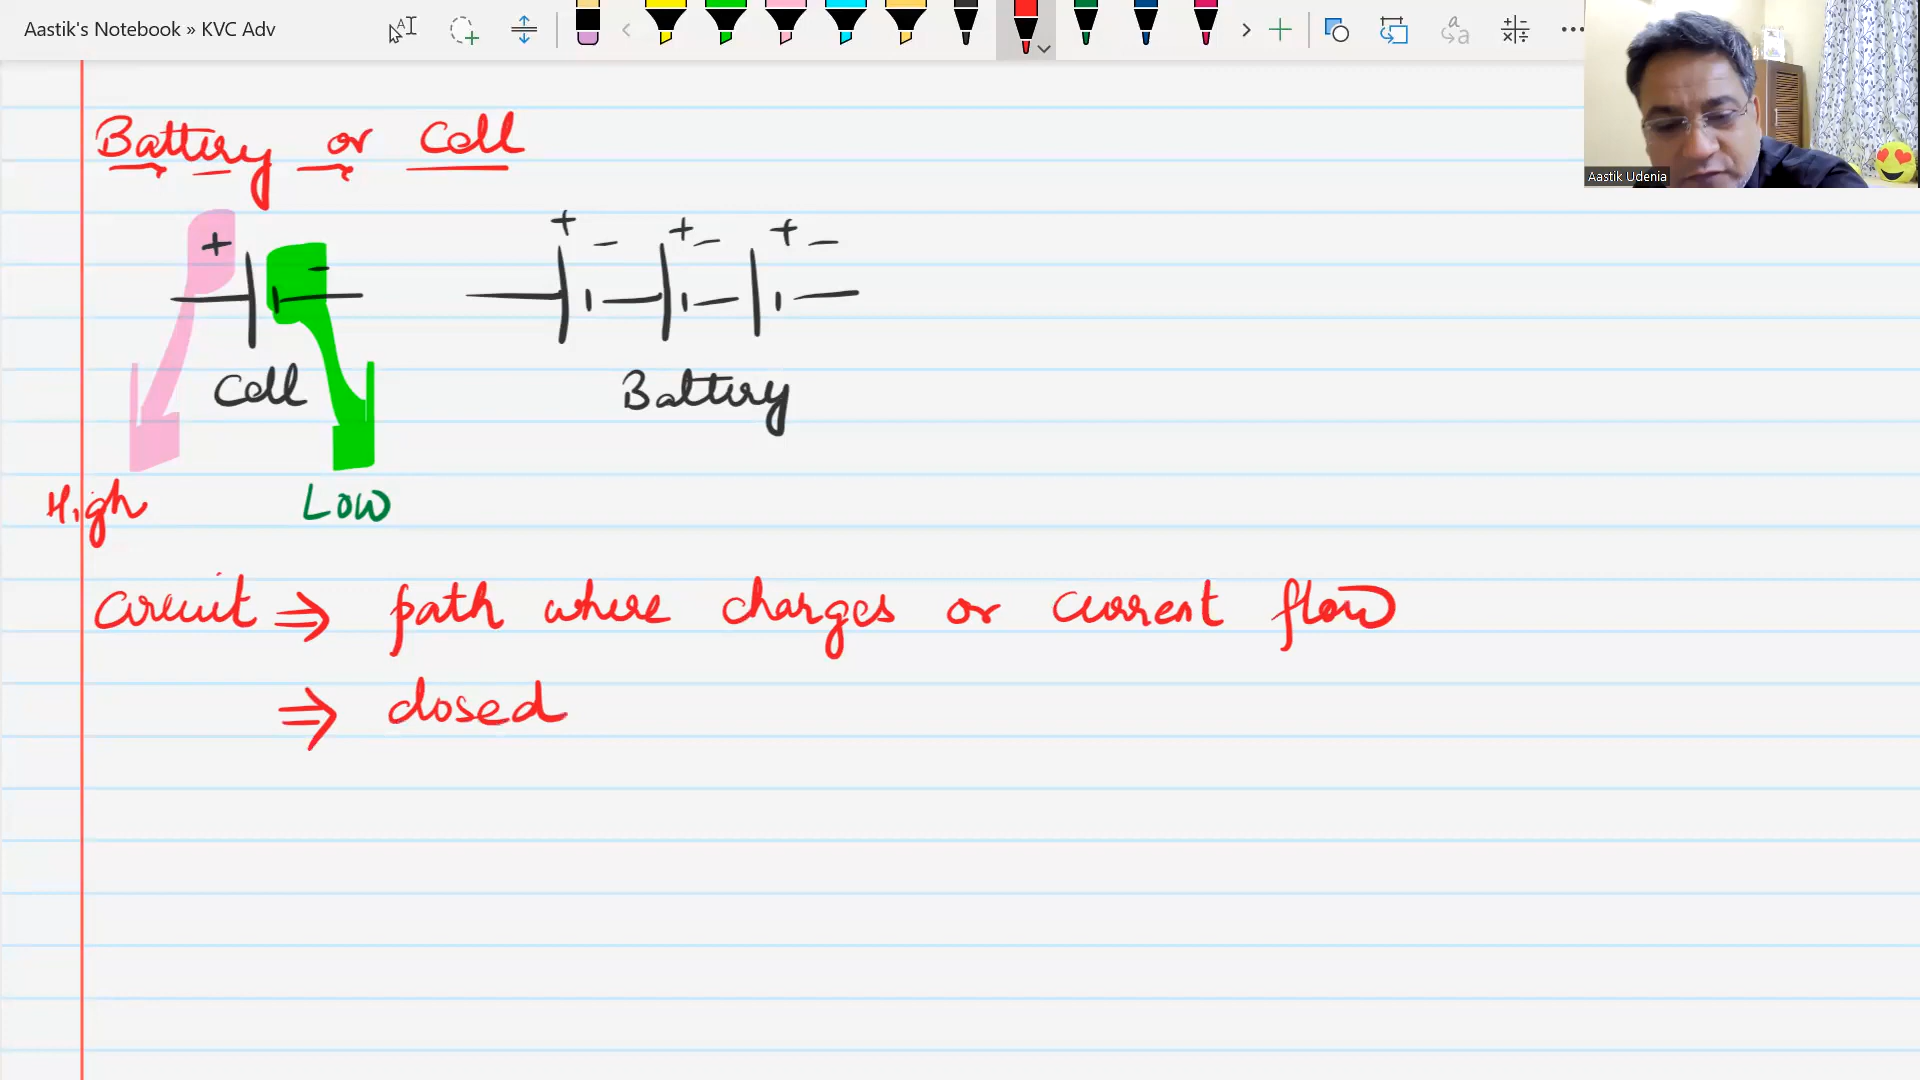 Aastik's Notebook » KVC Adv
Aastik Udenia
Battery or Cell
+ -
+ - + - + -
Cell
Battery
High
Low
Circuit ⇒ path where charges or current flow
⇒ closed